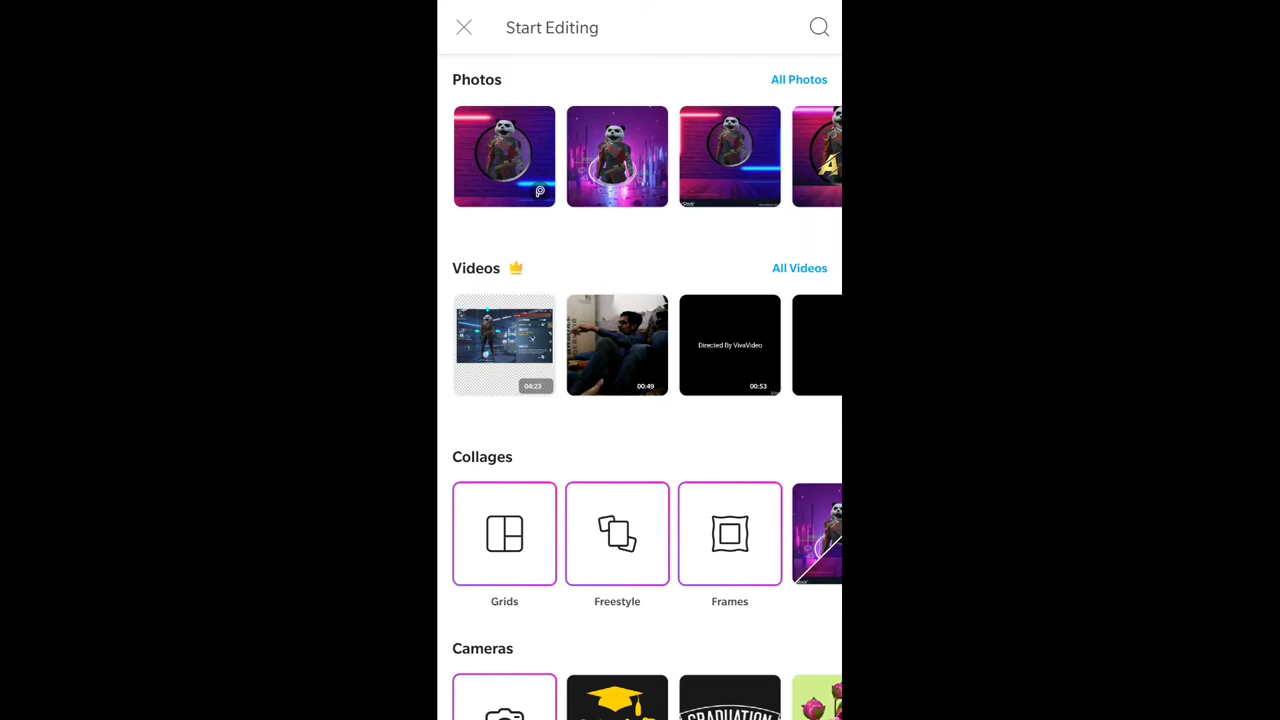 Start Editing
Photos
All Photos
Videos
All Videos
04:23
00:49
Directed By VivaVideo
00:53
Collages
Grids
Freestyle
Frames
Cameras
GRADUATION